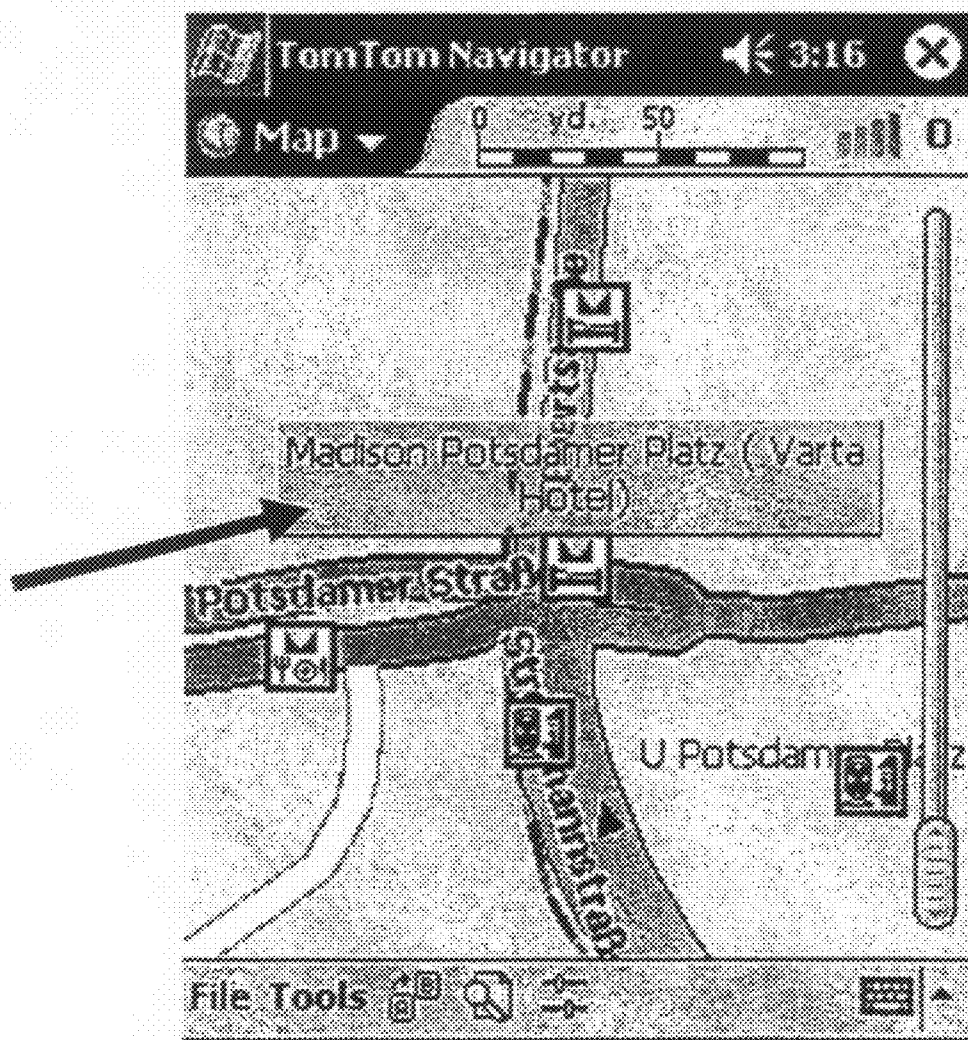 TomTom Navigator 3:16
Map
0 yd. 50
0
Madison Potsdamer Platz ( Varta
Hotel)
Potsdamer Straß
U Potsdam
File Tools